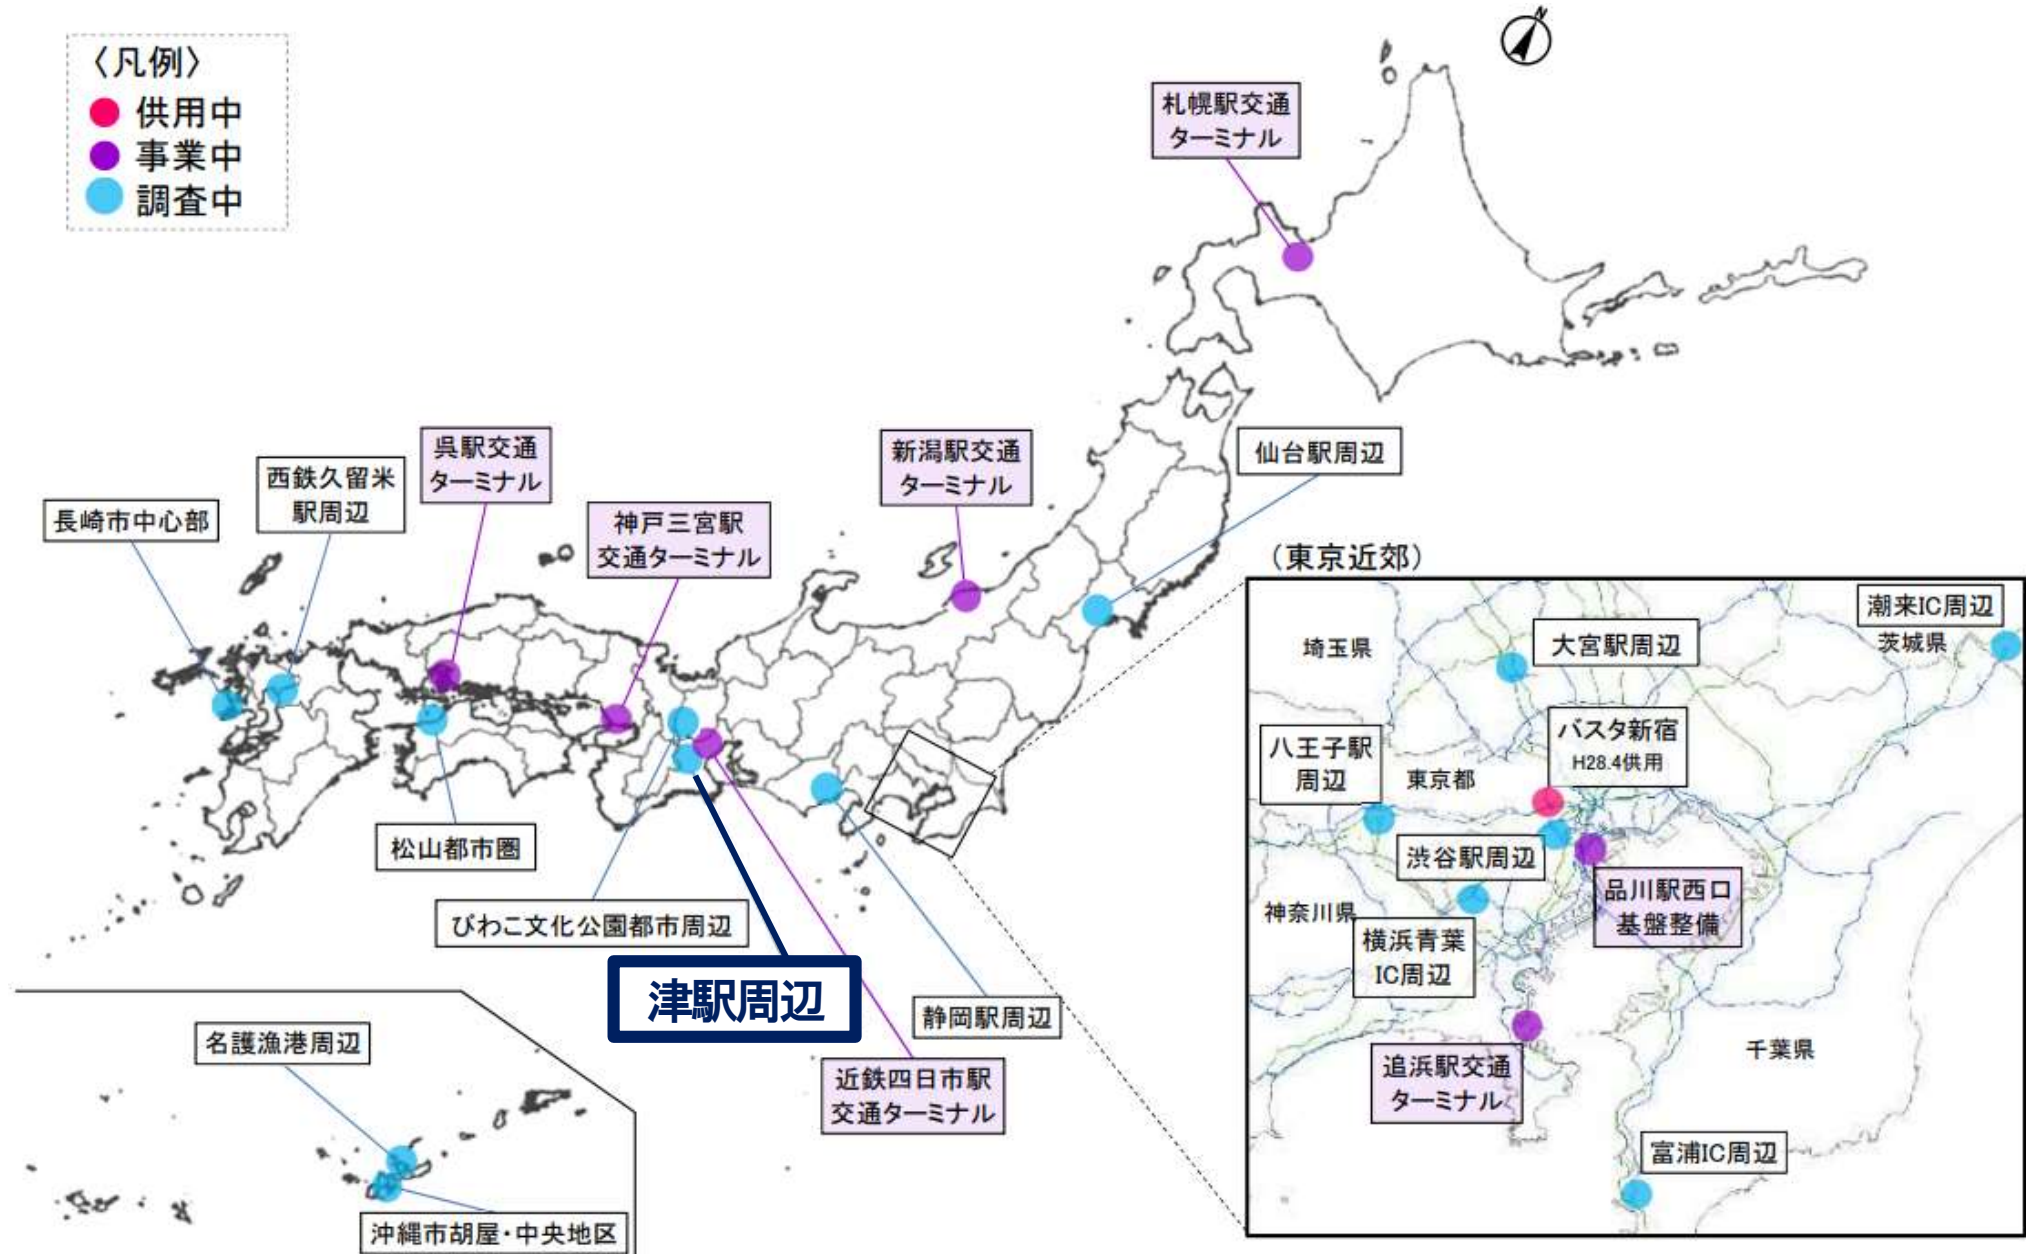 〈凡例〉
供用中
事業中
調査中
N
札幌駅交通
ターミナル
呉駅交通
ターミナル
新潟駅交通
ターミナル
仙台駅周辺
西鉄久留米
駅周辺
長崎市中心部
神戸三宮駅
交通ターミナル
松山都市圏
びわこ文化公園都市周辺
津駅周辺
静岡駅周辺
近鉄四日市駅
交通ターミナル
名護漁港周辺
沖縄市胡屋・中央地区
（東京近郊）
潮来IC周辺
茨城県
埼玉県
大宮駅周辺
バスタ新宿
H28.4供用
八王子駅
周辺
東京都
渋谷駅周辺
品川駅西口
基盤整備
神奈川県
横浜青葉
IC周辺
追浜駅交通
ターミナル
千葉県
富浦IC周辺